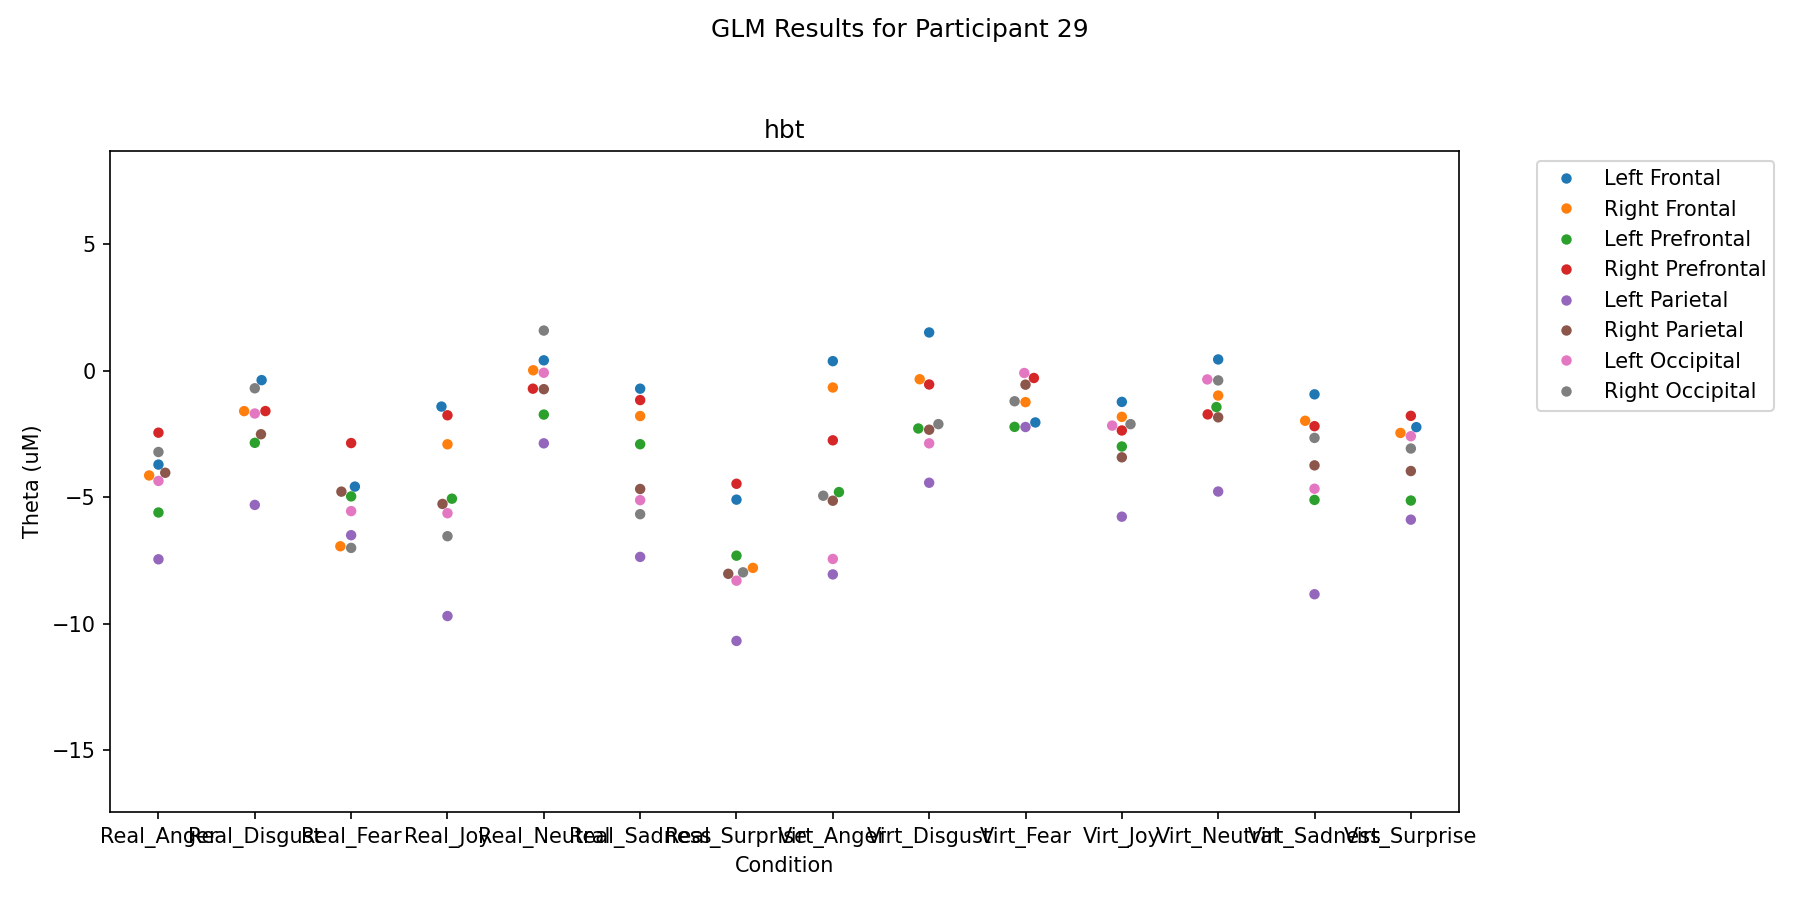 GLM Results for Participant 29
hbt
5
0
−5
−10
−15
Theta (uM)
Real_Anger Real_Disgust Real_Fear Real_Joy Real_Neutral Real_Sadness Real_Surprise Virt_Anger Virt_Disgust Virt_Fear Virt_Joy Virt_Neutral Virt_Sadness Virt_Surprise
Condition
Left Frontal
Right Frontal
Left Prefrontal
Right Prefrontal
Left Parietal
Right Parietal
Left Occipital
Right Occipital